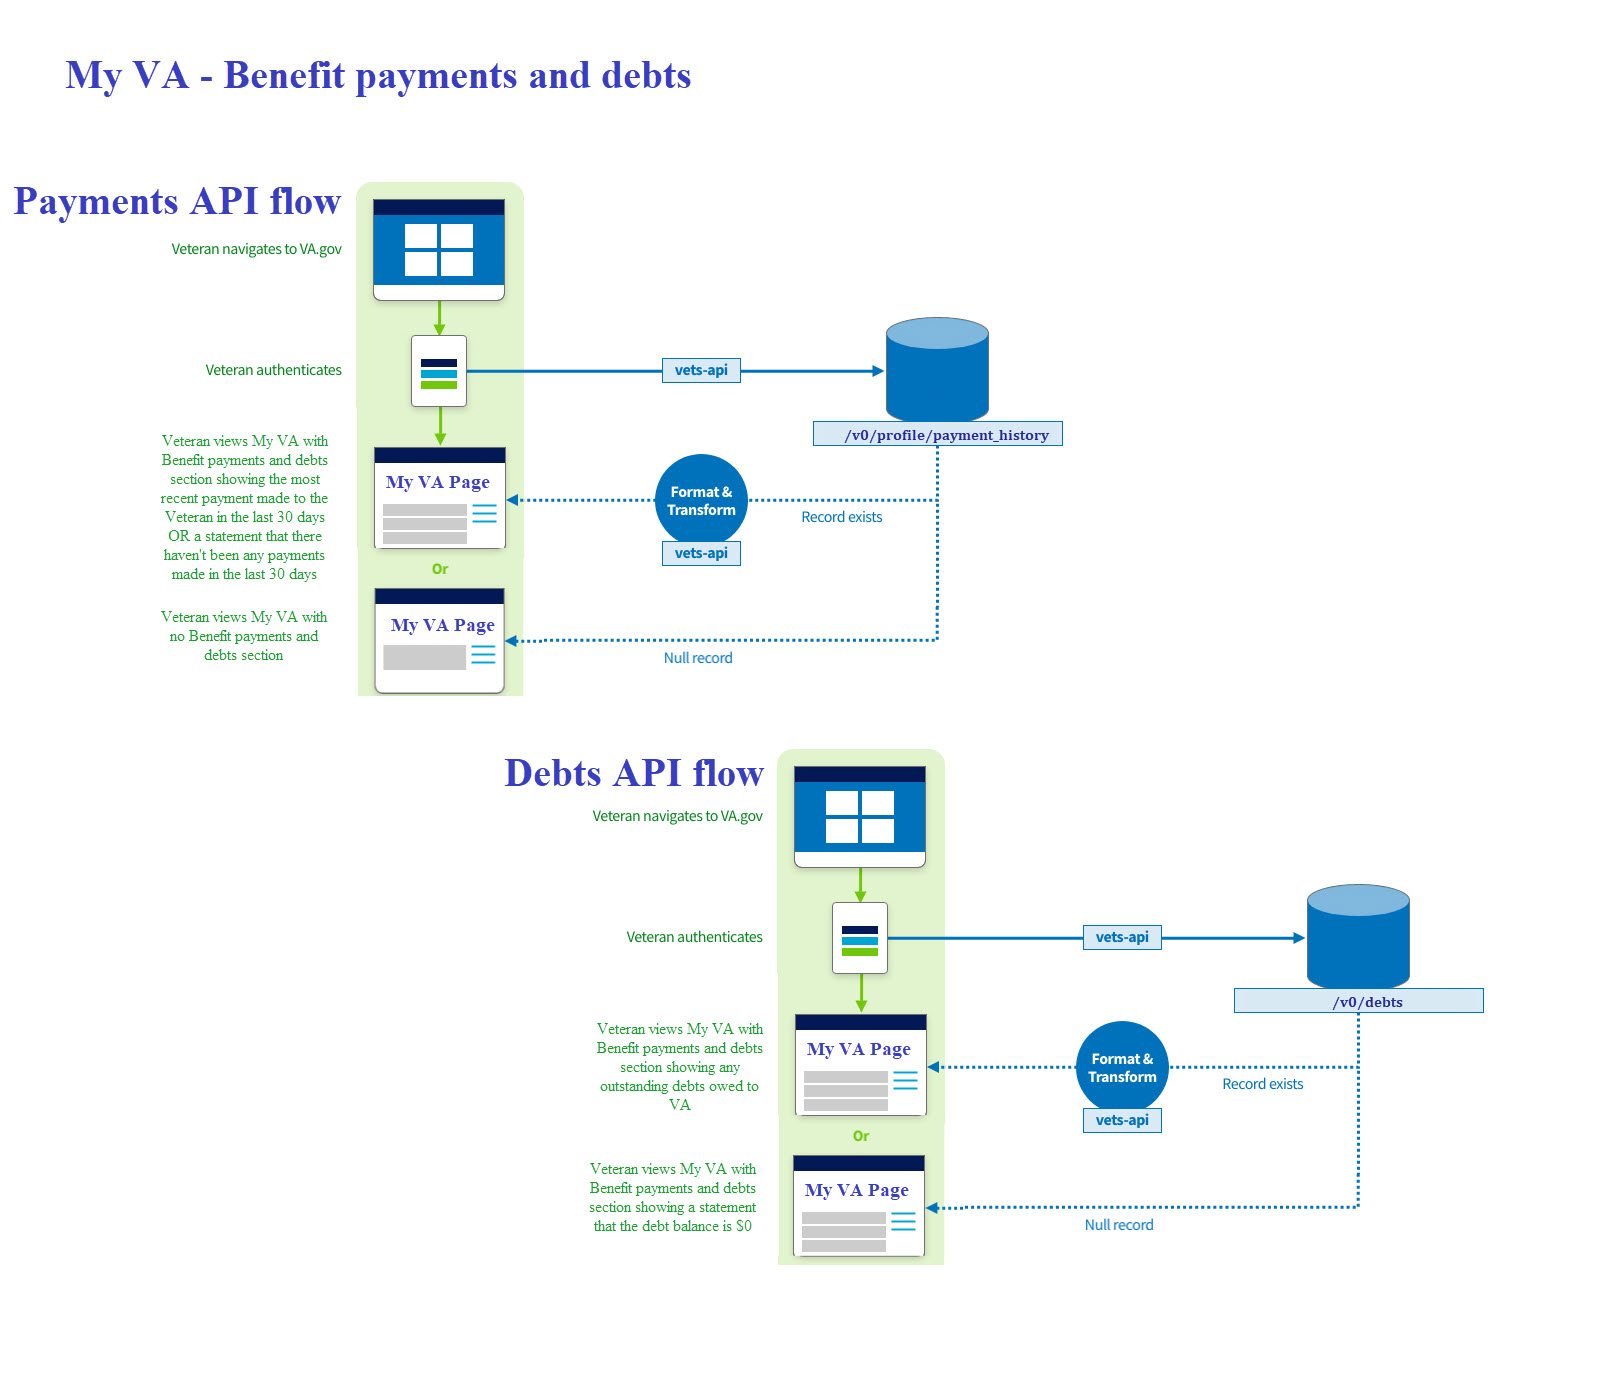 My VA - Benefit payments and debts
Payments API flow
Veteran navigates to VA.gov
Veteran authenticates
vets-api
/v0/profile/payment_history
Veteran views My VA with
Benefit payments and debts
section showing the most
recent payment made to the
Veteran in the last 30 days
OR a statement that there
haven't been any payments
made in the last 30 days
My VA Page
Format &
Transform
vets-api
Record exists
Or
Veteran views My VA with
no Benefit payments and
debts section
My VA Page
Null record
Debts API flow
Veteran navigates to VA.gov
Veteran authenticates
vets-api
/v0/debts
Veteran views My VA with
Benefit payments and debts
section showing any
outstanding debts owed to
VA
My VA Page
Format &
Transform
vets-api
Record exists
Or
Veteran views My VA with
Benefit payments and debts
section showing a statement
that the debt balance is $0
My VA Page
Null record